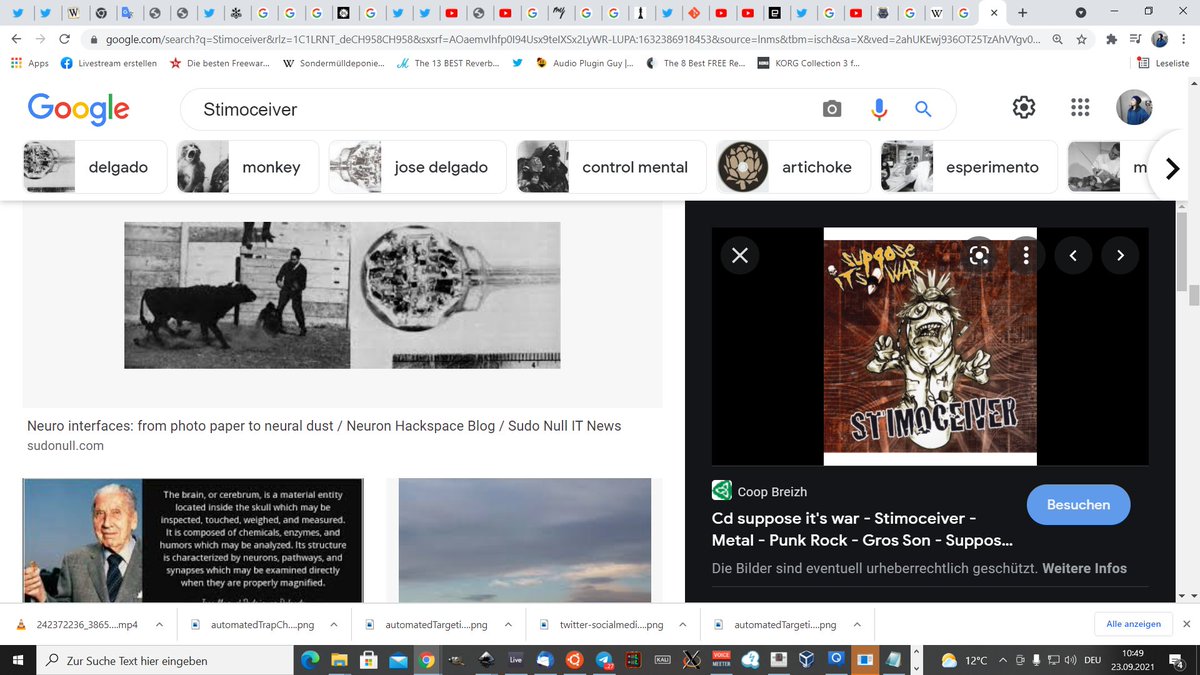 google.com/search?q=Stimoceiver&rlz=1C1LRNT_deCH958CH958&sxsrf=AOaemvIhfp0I94Usx9teIXSx2LyWR-LUPA:1632386918453&source=lnms&tbm=isch&sa=X&ved=2ahUKEwj936OT25TzAhVYgv0...
Apps
Livestream erstellen
Die besten Freewar...
Sondermülldeponie...
The 13 BEST Reverb...
Audio Plugin Guy |...
The 8 Best FREE Re...
KORG Collection 3 f...
Leseliste
Google
Stimoceiver
delgado
monkey
jose delgado
control mental
artichoke
esperimento
m
suppose
it's war
STIMOCEIVER
Neuro interfaces: from photo paper to neural dust / Neuron Hackspace Blog / Sudo Null IT News
sudonull.com
The brain, or cerebrum, is a material entity
located inside the skull which may be
inspected, touched, weighed, and measured.
It is composed of chemicals, enzymes, and
humors which may be analyzed. Its structure
is characterized by neurons, pathways, and
synapses which may be examined directly
when they are properly magnified.
Coop Breizh
Besuchen
Cd suppose it's war - Stimoceiver -
Metal - Punk Rock - Gros Son - Suppos...
Die Bilder sind eventuell urheberrechtlich geschützt. Weitere Infos
242372236_3865....mp4
automatedTrapCh....png
automatedTargeti....png
twitter-socialmedi....png
automatedTargeti....png
Alle anzeigen
Zur Suche Text hier eingeben
Live
KALI
VOICE
MEETER
12°C
DEU
10:49
23.09.2021
4